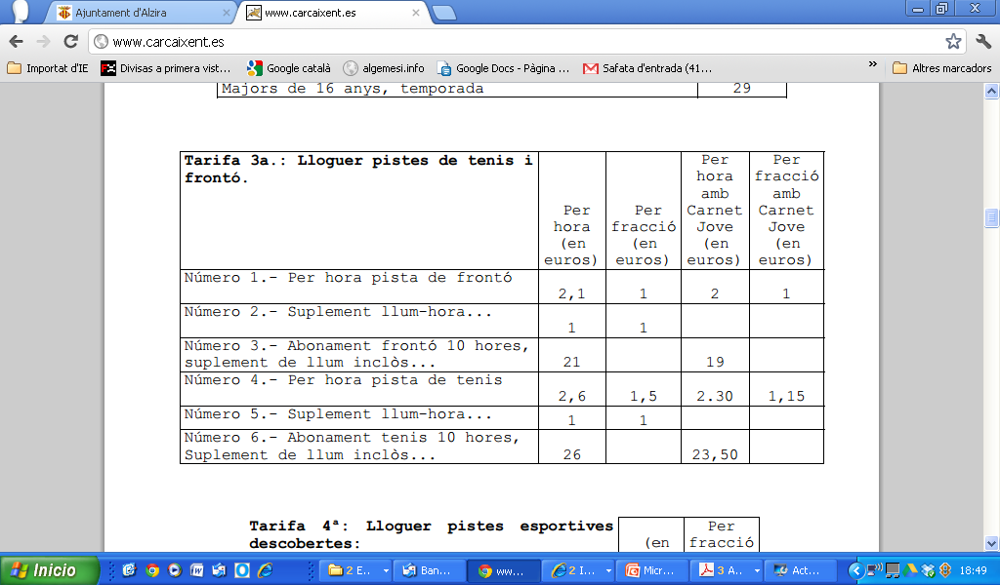 Ajuntament d'Alzira
www.carcaixent.es
www.carcaixent.es
Importat d'IE
Divisas a primera vist...
Google català
algemesi.info
Google Docs - Pàgina ...
Safata d'entrada (41...
»
Altres marcadors
Majors de 16 anys, temporada 29
Tarifa 3a.: Lloguer pistes de tenis i
frontó.
Per
hora
(en
euros)
Per
fracció
(en
euros)
Per
hora
amb
Carnet
Jove
(en
euros)
Per
fracció
amb
Carnet
Jove
(en
euros)
Número 1.- Per hora pista de frontó
2,1 1 2 1
Número 2.- Suplement llum-hora...
1 1
Número 3.- Abonament frontó 10 hores,
suplement de llum inclòs... 21 19
Número 4.- Per hora pista de tenis
2,6 1,5 2.30 1,15
Número 5.- Suplement llum-hora...
1 1
Número 6.- Abonament tenis 10 hores,
Suplement de llum inclòs... 26 23,50
Tarifa 4ª: Lloguer pistes esportives
descobertes:
(en
Per
fracció
Inicio
2 E...
Ban...
ww...
2 I...
Micr...
3 A...
Act...
18:49